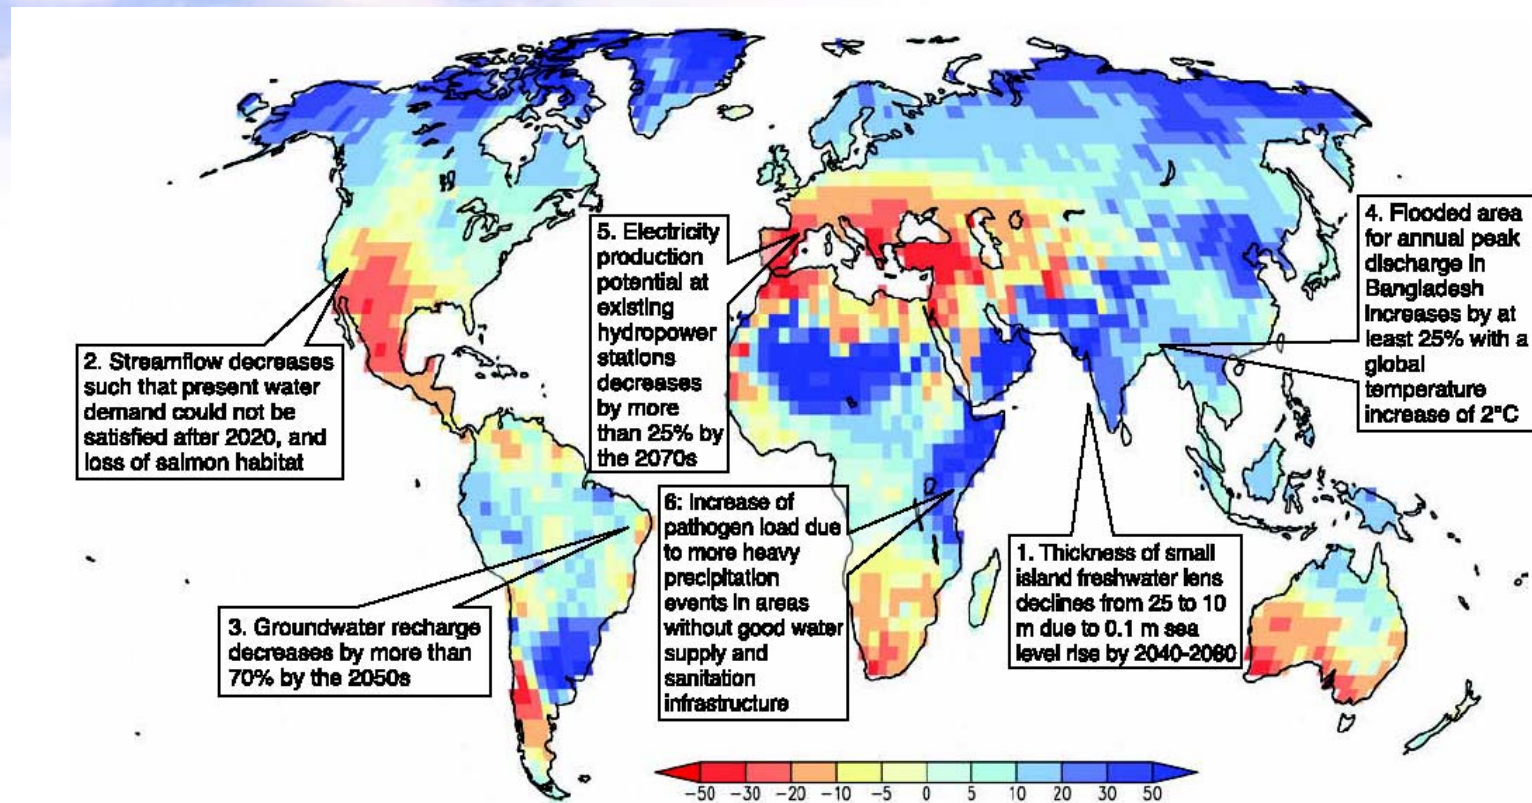 5. Electricity
production
potential at
existing
hydropower
stations
decreases
by more
than 25% by
the 2070s
4. Flooded area
for annual peak
discharge in
Bangladesh
increases by at
least 25% with a
global
temperature
increase of 2°C
2. Streamflow decreases
such that present water
demand could not be
satisfied after 2020, and
loss of salmon habitat
6: Increase of
pathogen load due
to more heavy
precipitation
events in areas
without good water
supply and
sanitation
infrastructure
1. Thickness of small
island freshwater lens
declines from 25 to 10
m due to 0.1 m sea
level rise by 2040-2060
3. Groundwater recharge
decreases by more than
70% by the 2050s
-50 -30 -20 -10 -5 0 5 10 20 30 50